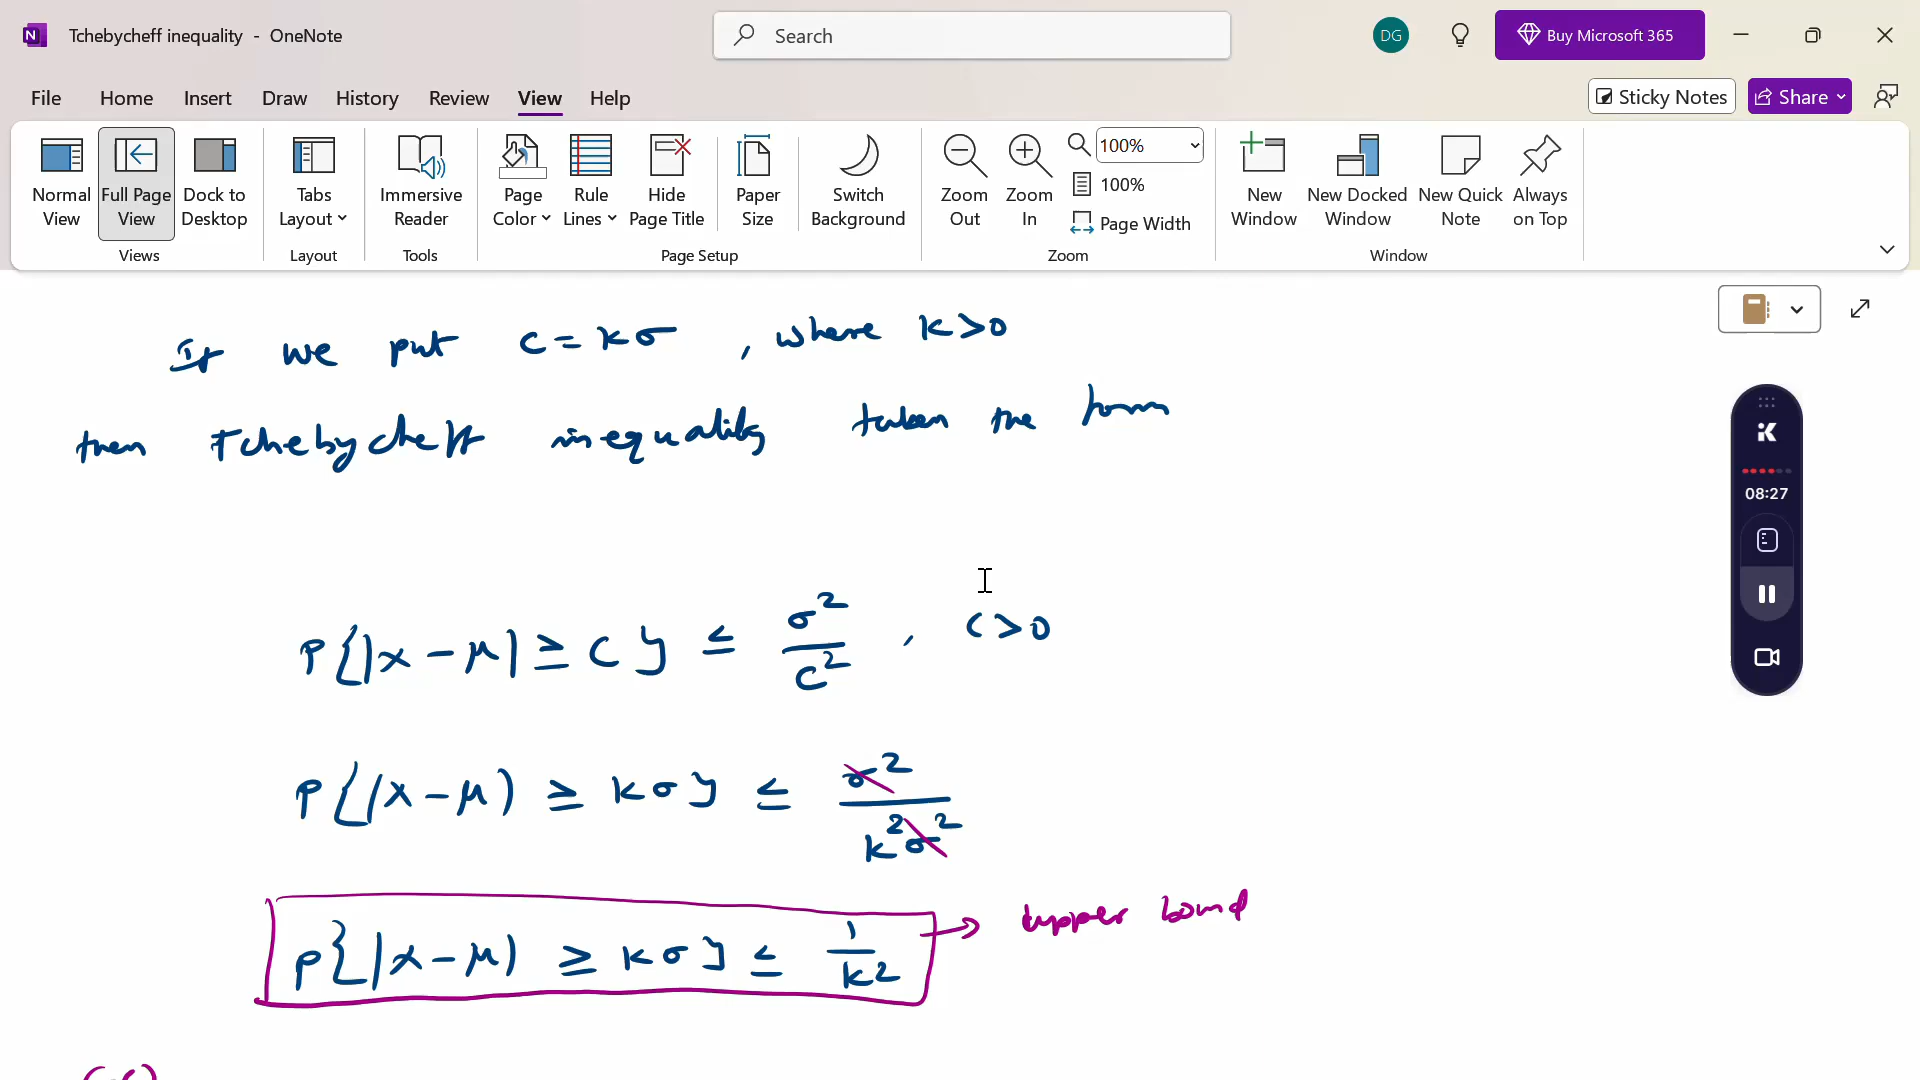 Tchebycheff inequality - OneNote
Search
DG
Buy Microsoft 365
File Home Insert Draw History Review View Help
Sticky Notes
Share
Normal View
Full Page View
Dock to Desktop
Tabs Layout
Immersive Reader
Page Color
Rule Lines
Hide Page Title
Paper Size
Switch Background
Zoom Out
Zoom In
100%
100%
Page Width
New Window
New Docked Window
New Quick Note
Always on Top
Views
Layout
Tools
Page Setup
Zoom
Window
If we put c = kσ , where k>0
then Tchebycheff inequality taken the form
08:27
P{|x-μ| ≥ c} ≤ σ²/c² , c>0
P{|x-μ| ≥ kσ} ≤ σ²/k²σ²
P{|x-μ| ≥ kσ} ≤ 1/k² → upper bound